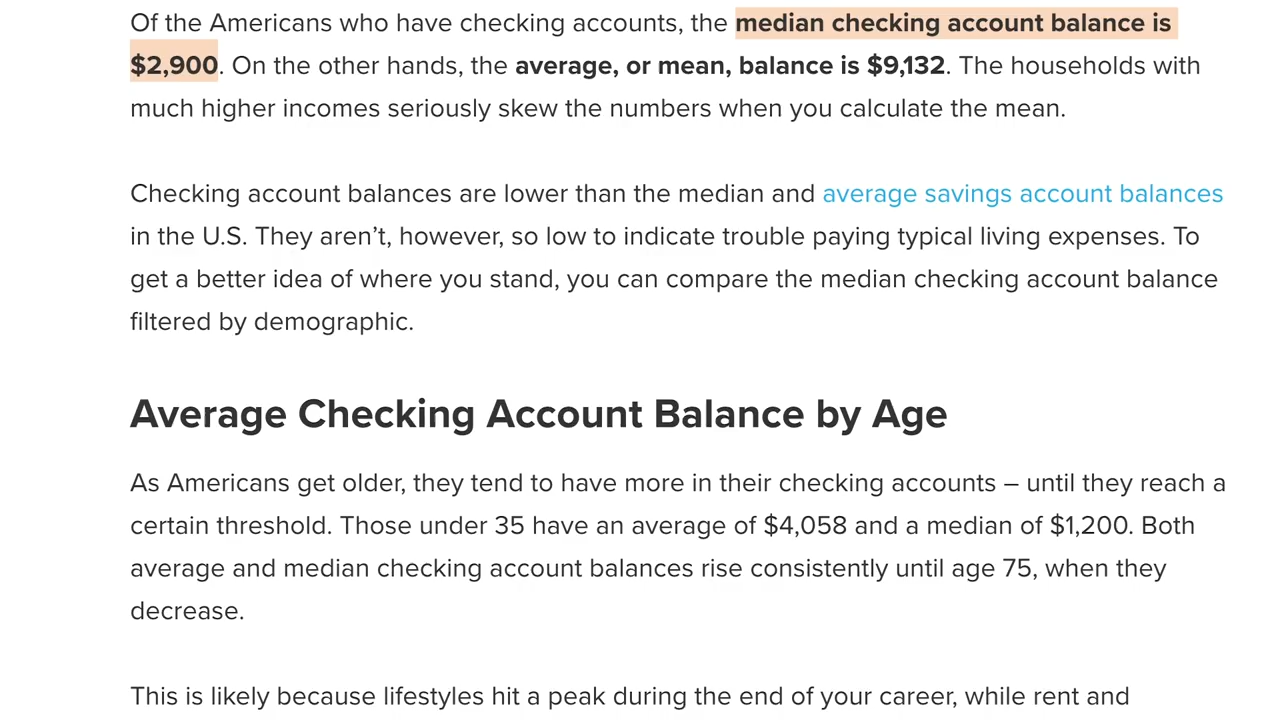 Of the Americans who have checking accounts, the median checking account balance is
$2,900. On the other hands, the average, or mean, balance is $9,132. The households with
much higher incomes seriously skew the numbers when you calculate the mean.
Checking account balances are lower than the median and average savings account balances
in the U.S. They aren’t, however, so low to indicate trouble paying typical living expenses. To
get a better idea of where you stand, you can compare the median checking account balance
filtered by demographic.
Average Checking Account Balance by Age
As Americans get older, they tend to have more in their checking accounts – until they reach a
certain threshold. Those under 35 have an average of $4,058 and a median of $1,200. Both
average and median checking account balances rise consistently until age 75, when they
decrease.
This is likely because lifestyles hit a peak during the end of your career, while rent and